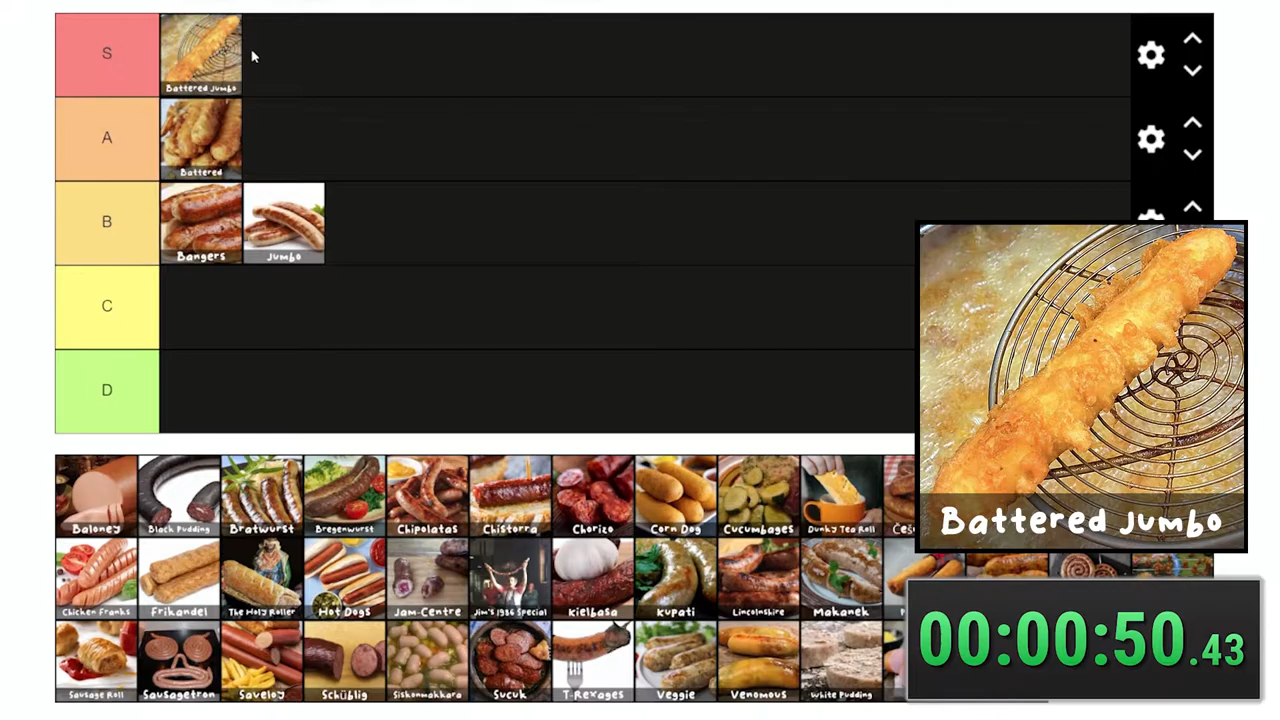 S
Battered Jumbo
A
Battered
B
Bangers
Jumbo
C
D
Battered Jumbo
Baloney
Black Pudding
Bratwurst
Bregenwurst
Chipolatas
Chistorra
Chorizo
Corn Dog
Cucumbages
Dunky Tea Roll
Chicken Franks
Frikandel
The Holy Roller
Hot Dogs
Jam-Centre
Jim's 1986 Special
Kielbasa
Kupati
Lincolnshire
Makanek
Sausage Roll
Sausagetron
Saveloy
Schüblig
Siskonmakkara
Sucuk
T-Rexages
Veggie
Venomous
White Pudding
00:00:50.43